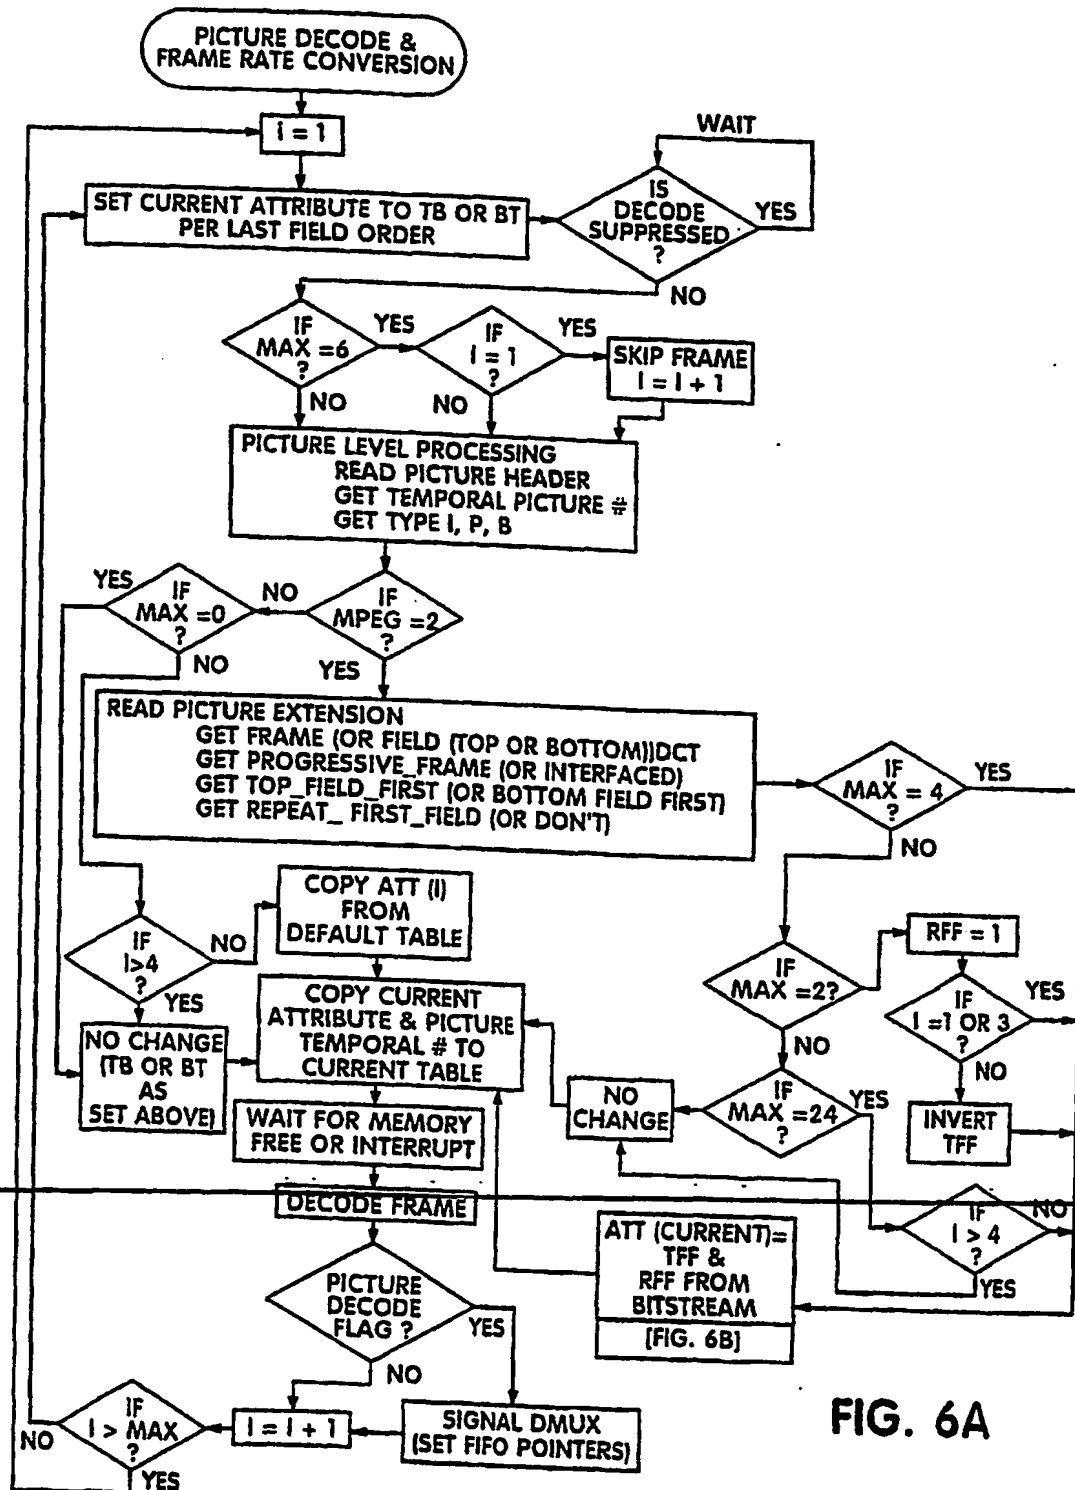 PICTURE DECODE &
FRAME RATE CONVERSION
i = 1
WAIT
SET CURRENT ATTRIBUTE TO TB OR BT
PER LAST FIELD ORDER
IS
DECODE
SUPPRESSED
?
YES
NO
IF
MAX =6
?
YES
NO
IF
I = 1
?
YES
NO
SKIP FRAME
I = I + 1
PICTURE LEVEL PROCESSING
READ PICTURE HEADER
GET TEMPORAL PICTURE #
GET TYPE I, P, B
YES
IF
MAX =0
?
NO
NO
IF
MPEG =2
?
YES
READ PICTURE EXTENSION
GET FRAME (OR FIELD (TOP OR BOTTOM))DCT
GET PROGRESSIVE_FRAME (OR INTERFACED)
GET TOP_FIELD_FIRST (OR BOTTOM FIELD FIRST)
GET REPEAT_ FIRST_FIELD (OR DON'T)
IF
MAX = 4
?
YES
NO
COPY ATT (I)
FROM
DEFAULT TABLE
IF
I>4
?
NO
YES
RFF = 1
IF
MAX =2?
NO
IF
I =1 OR 3
?
YES
NO
NO CHANGE
(TB OR BT
AS
SET ABOVE)
COPY CURRENT
ATTRIBUTE & PICTURE
TEMPORAL # TO
CURRENT TABLE
NO
CHANGE
IF
MAX =24
?
YES
INVERT
TFF
WAIT FOR MEMORY
FREE OR INTERRUPT
DECODE FRAME
ATT (CURRENT)=
TFF &
RFF FROM
BITSTREAM
[FIG. 6B]
IF
I > 4
?
NO
YES
PICTURE
DECODE
FLAG ?
YES
NO
IF
I > MAX
?
NO
YES
I = I + 1
SIGNAL DMUX
(SET FIFO POINTERS)
FIG. 6A